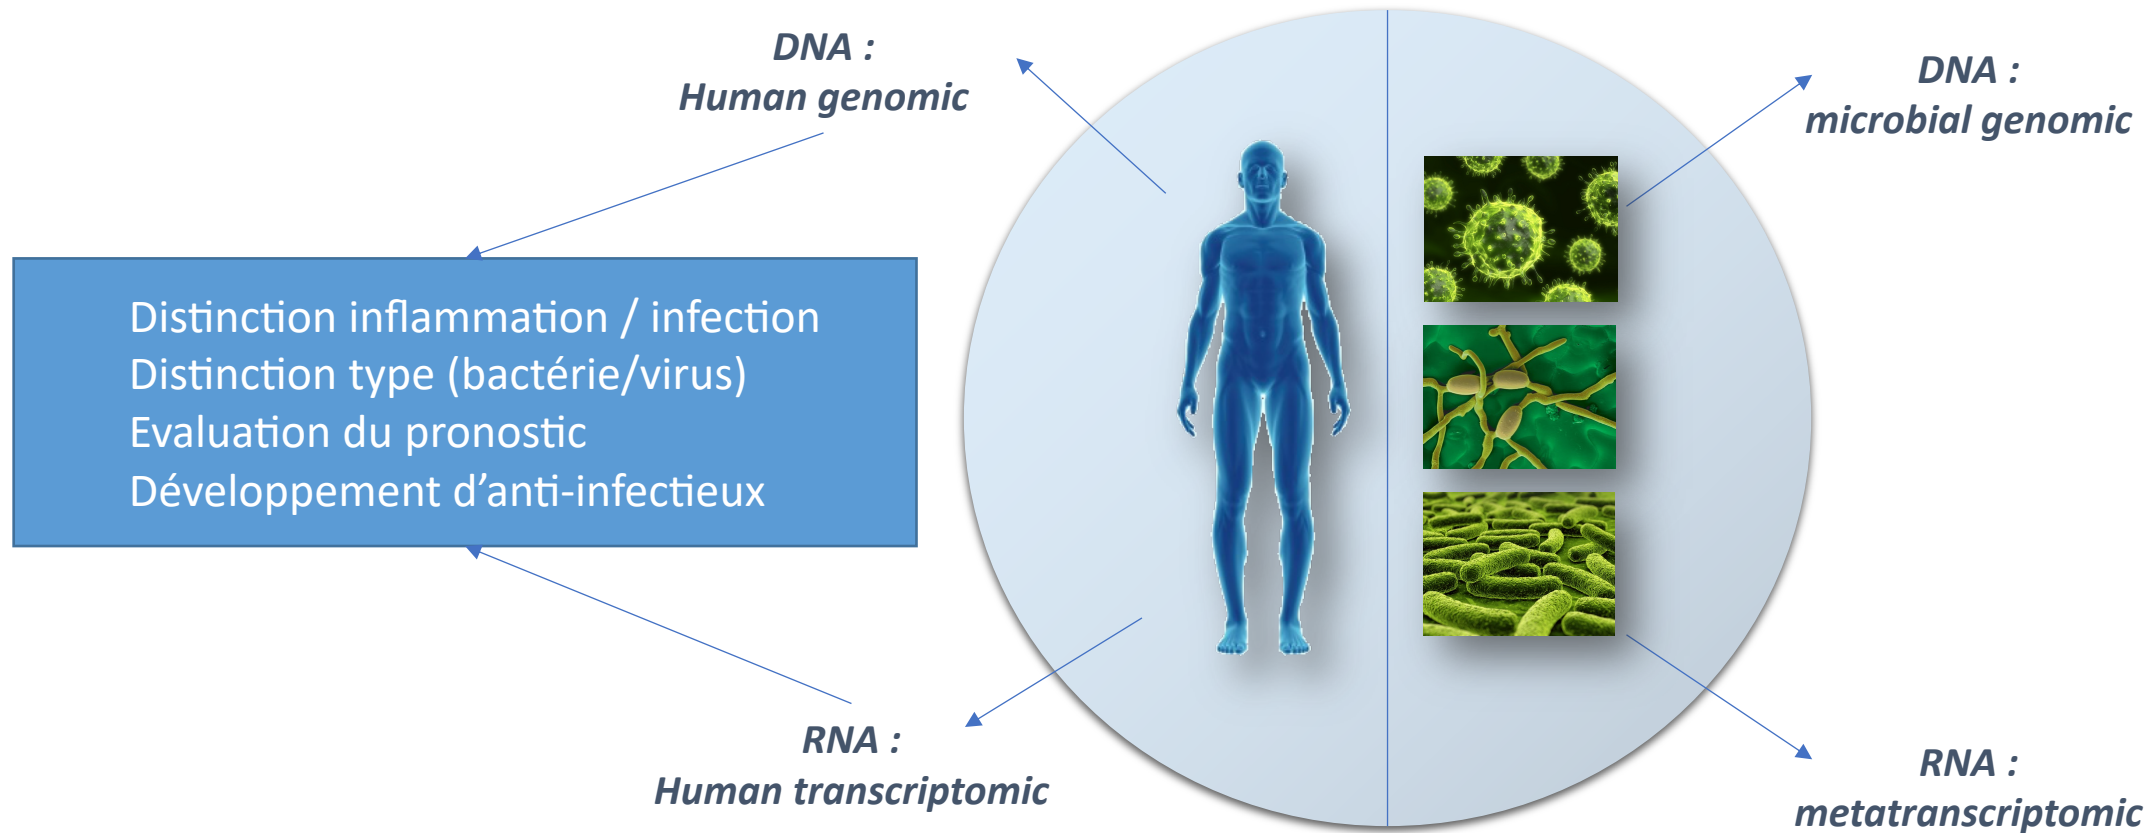 DNA :
Human genomic
DNA :
microbial genomic
Distinction inflammation / infection
Distinction type (bactérie/virus)
Evaluation du pronostic
Développement d’anti-infectieux
RNA :
Human transcriptomic
RNA :
metatranscriptomic